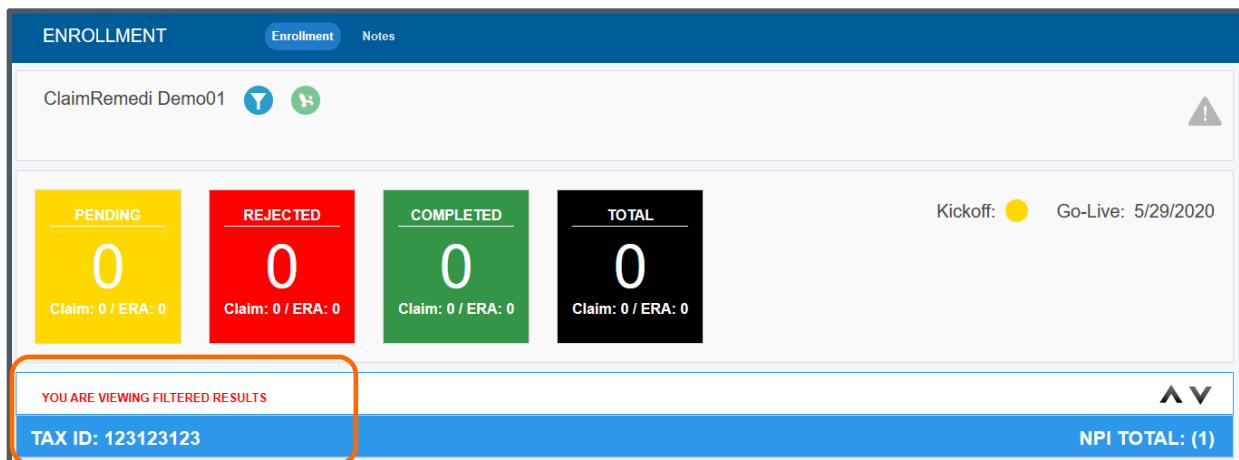 ENROLLMENT Enrollment Notes
ClaimRemedi Demo01
PENDING REJECTED COMPLETED TOTAL
Kickoff: Go-Live: 5/29/2020
0 0 0 0
Claim: 0 / ERA: 0 Claim: 0 / ERA: 0 Claim: 0 / ERA: 0 Claim: 0 / ERA: 0
YOU ARE VIEWING FILTERED RESULTS
TAX ID: 123123123 NPI TOTAL: (1)